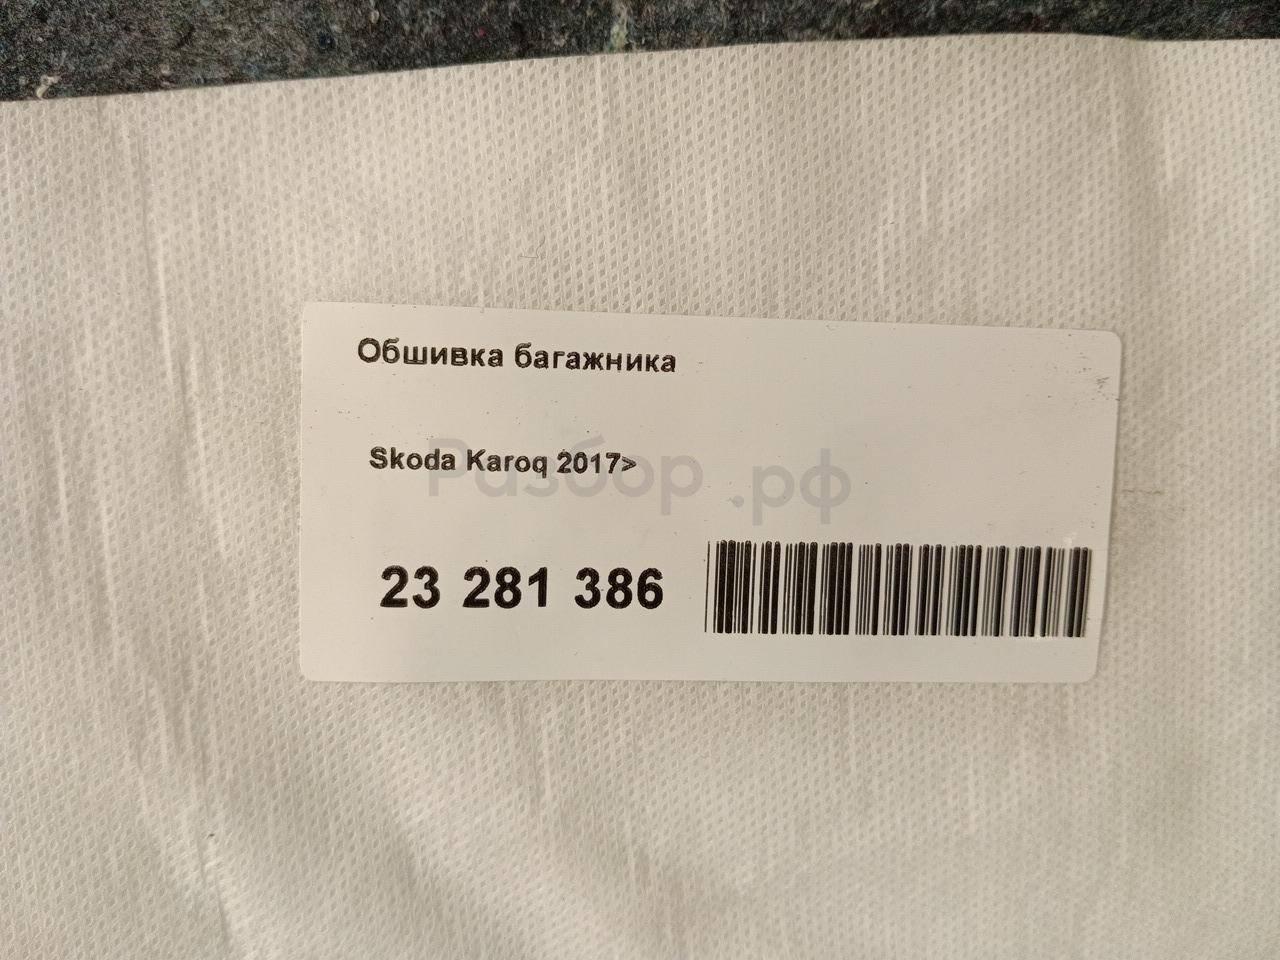 Обшивка багажника
Skoda Karoq 2017>
Разбор.рф
23 281 386